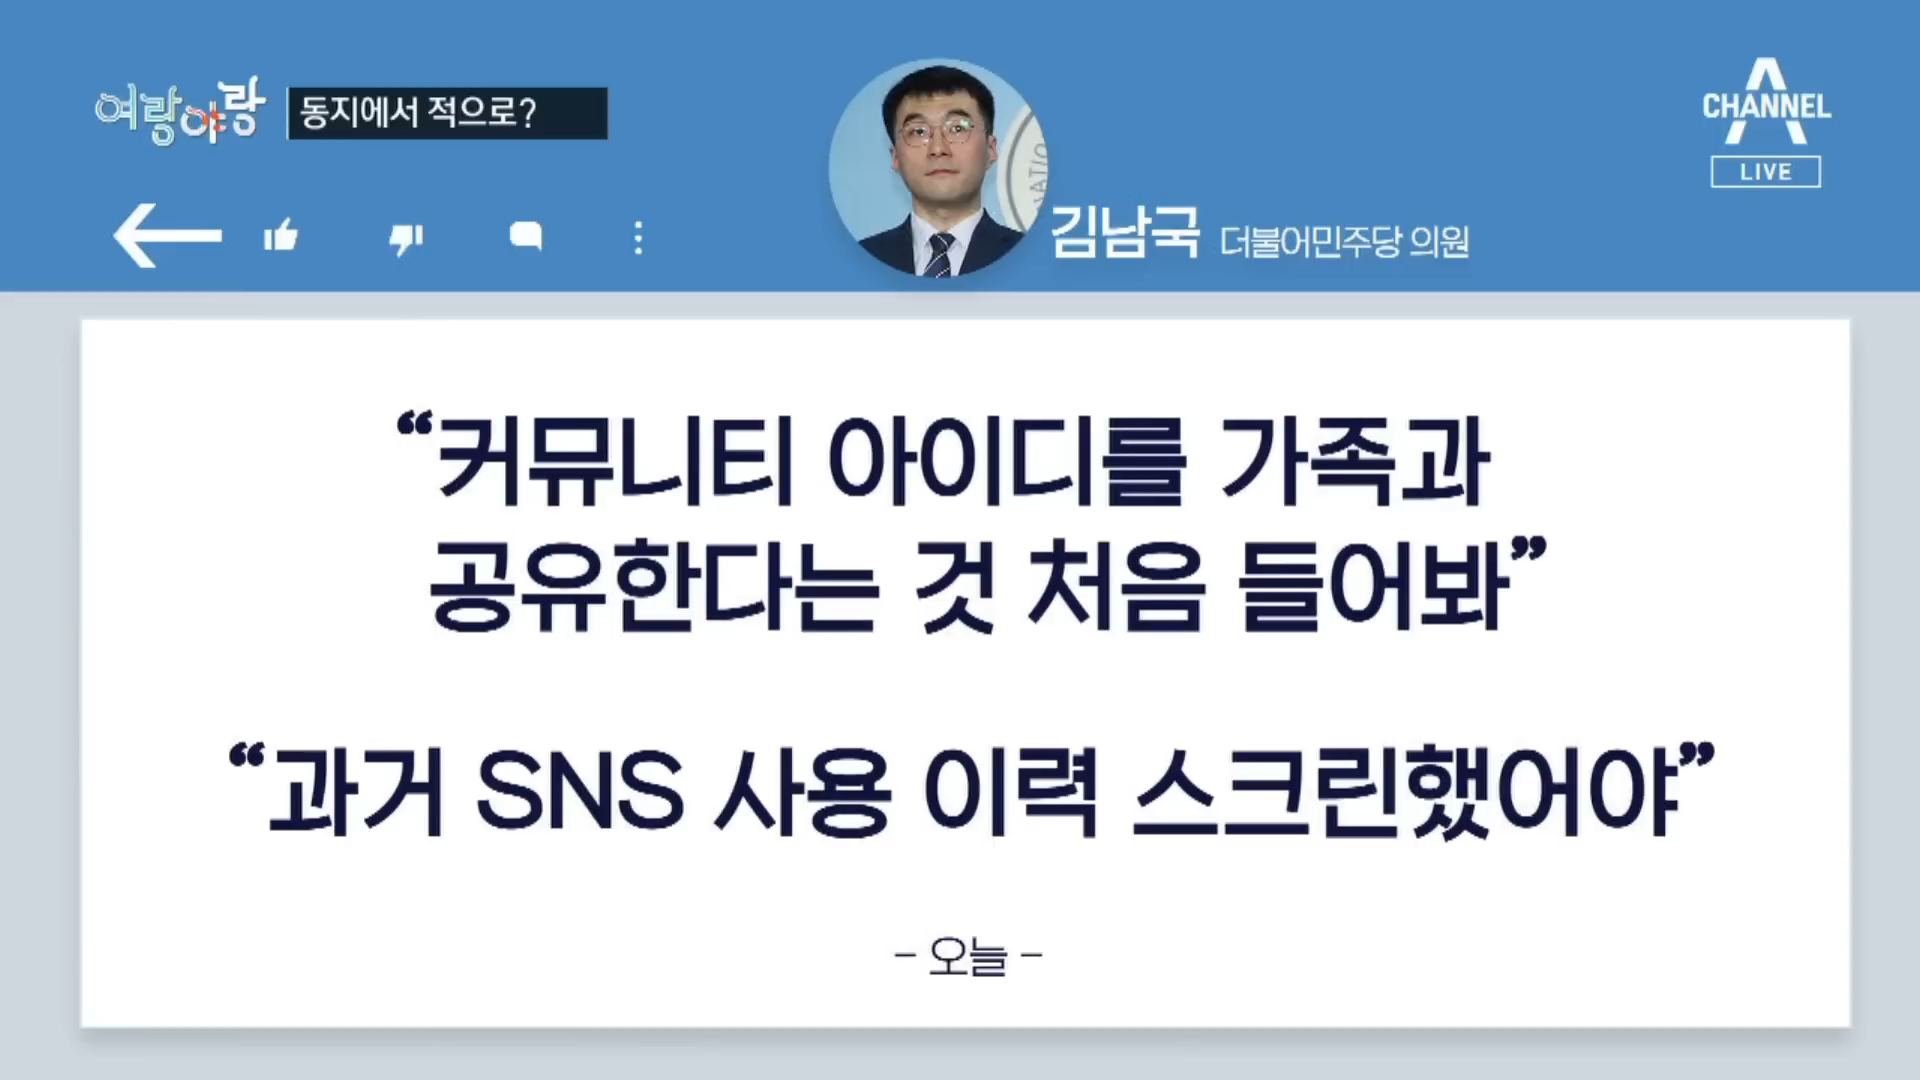 여랑야랑
동지에서 적으로?
CHANNEL A
LIVE
김남국 더불어민주당 의원
“커뮤니티 아이디를 가족과
공유한다는 것 처음 들어봐”
“과거 SNS 사용 이력 스크린했어야”
- 오늘 -